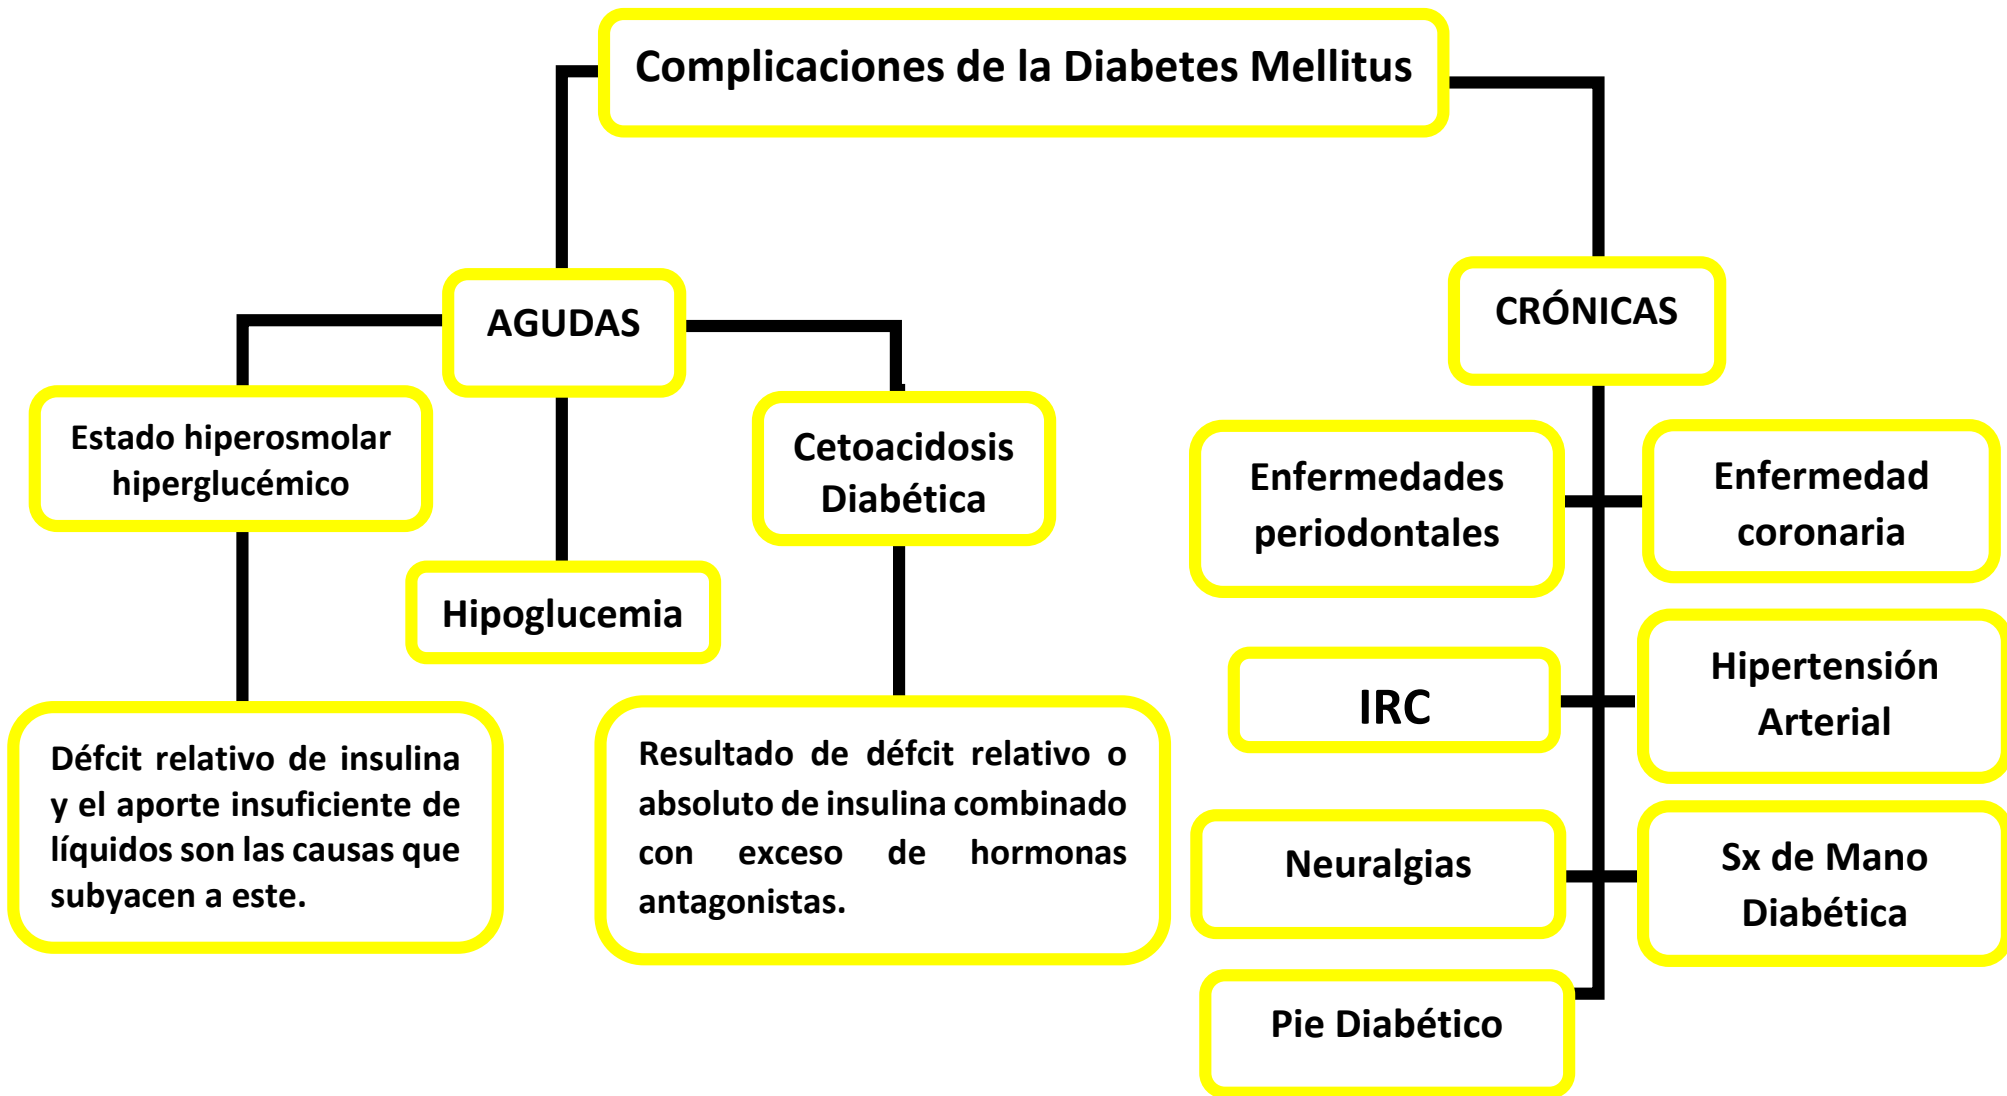 Complicaciones de la Diabetes Mellitus
AGUDAS
Estado hiperosmolar
hiperglucémico
Défcit relativo de insulina
y el aporte insuficiente de
líquidos son las causas que
subyacen a este.
Hipoglucemia
Cetoacidosis
Diabética
Resultado de défcit relativo o
absoluto de insulina combinado
con exceso de hormonas
antagonistas.
CRÓNICAS
Enfermedades
periodontales
Enfermedad
coronaria
IRC
Hipertensión
Arterial
Neuralgias
Sx de Mano
Diabética
Pie Diabético